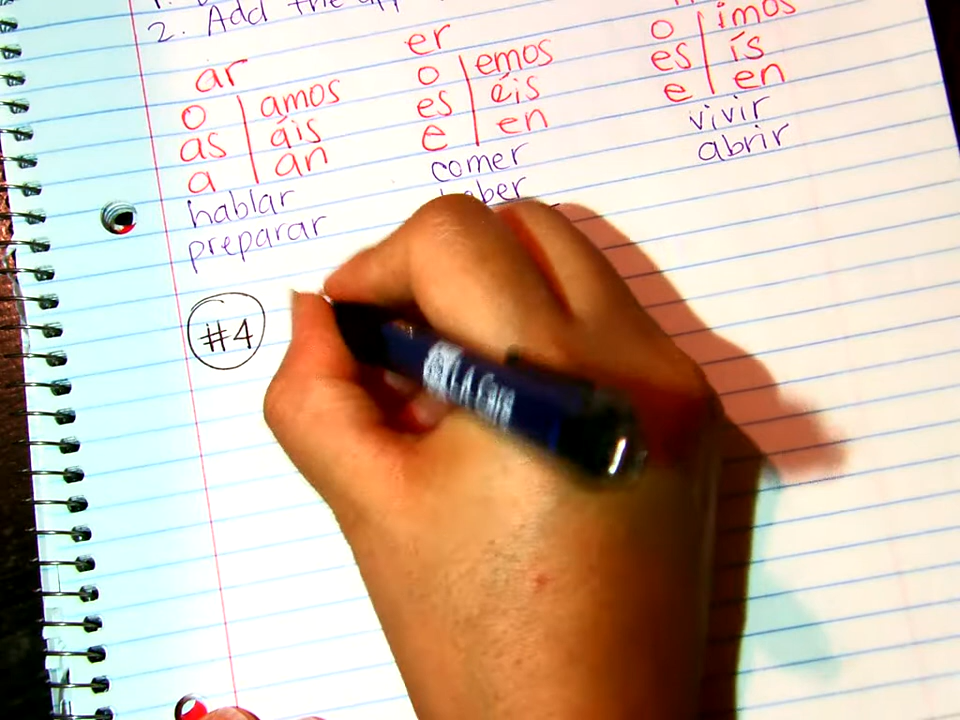 2. Add the
ar
o | amos
as | áis
a | an
hablar
preparar
er
o | emos
es | éis
e | en
comer
o | imos
es | ís
e | en
vivir
abrir
#4